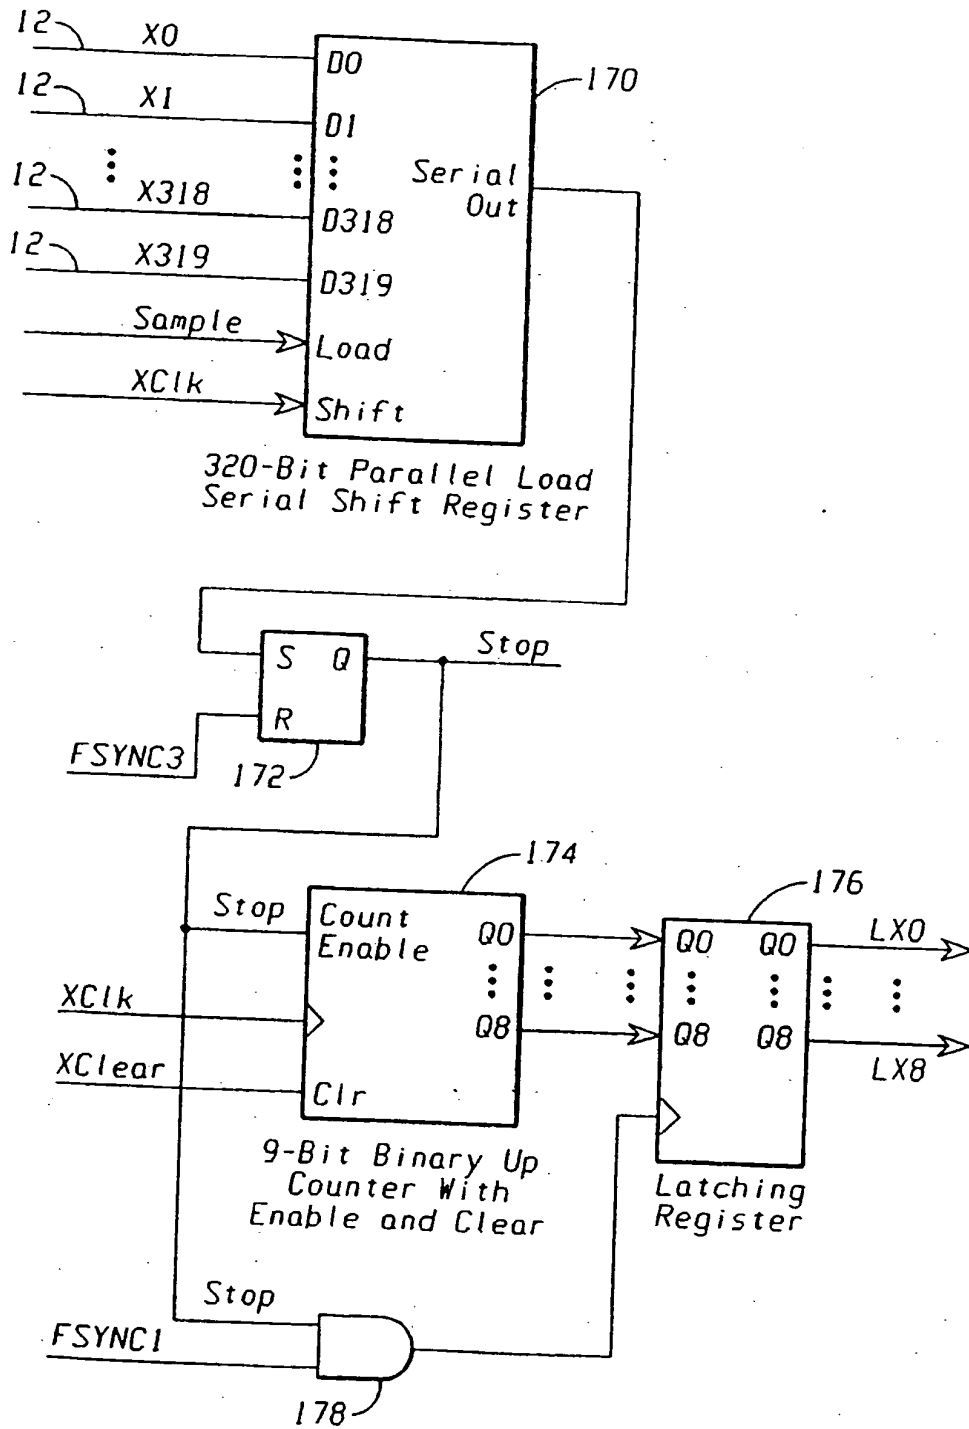 12 X0
D0
170
12 X1
D1
Serial
Out
12 X318
D318
12 X319
D319
Sample
Load
XClk
Shift
320-Bit Parallel Load
Serial Shift Register
S Q
Stop
R
FSYNC3
172
174
176
Stop
Count
Enable
Q0
Q0 Q0
LX0
XClk
Q8
Q8 Q8
LX8
XClear
Clr
9-Bit Binary Up
Counter With
Enable and Clear
Latching
Register
Stop
FSYNC1
178